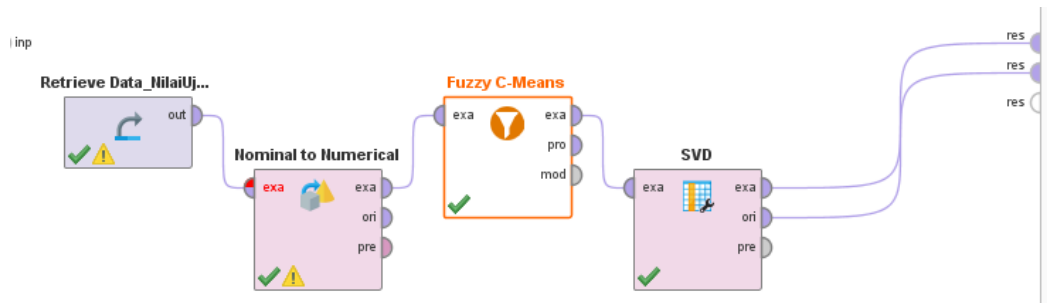 inp
res
res
res
Retrieve Data_NilaiUj...
out
Nominal to Numerical
exa
exa
ori
pre
Fuzzy C-Means
exa
exa
pro
mod
SVD
exa
exa
ori
pre